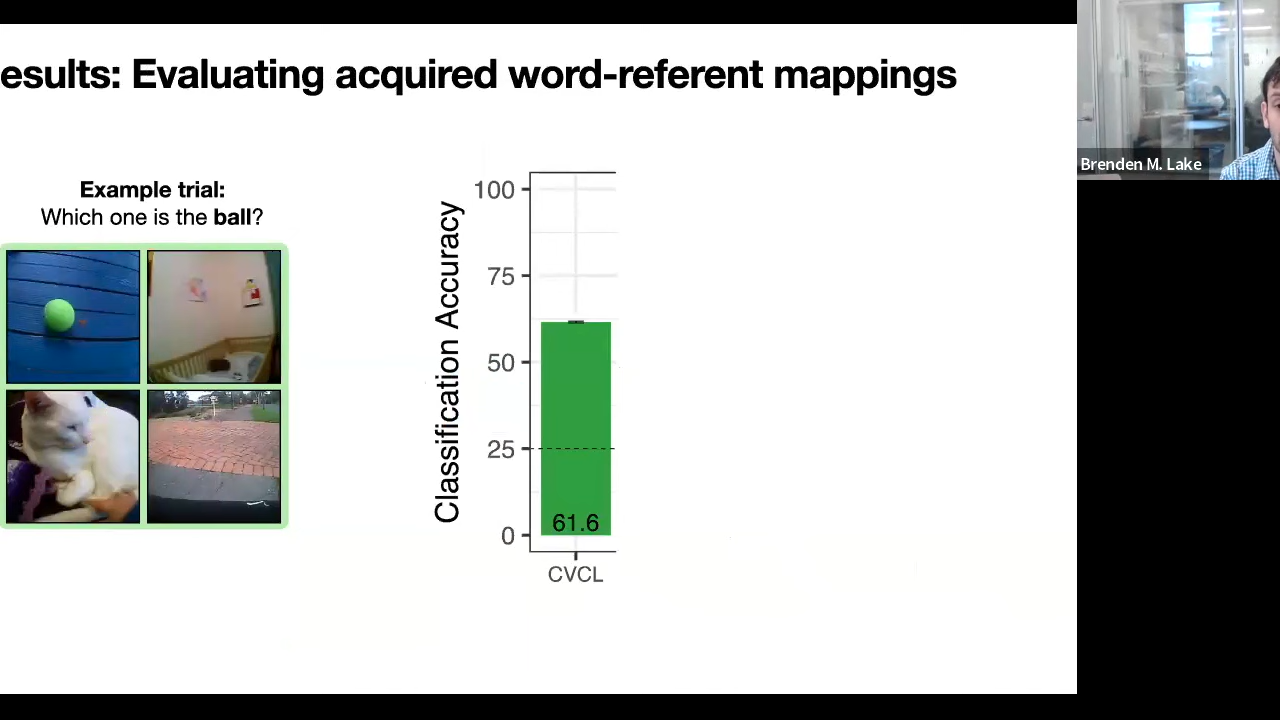 esults: Evaluating acquired word-referent mappings
Brenden M. Lake
Example trial:
Which one is the ball?
Classification Accuracy
100
75
50
25
0
61.6
CVCL